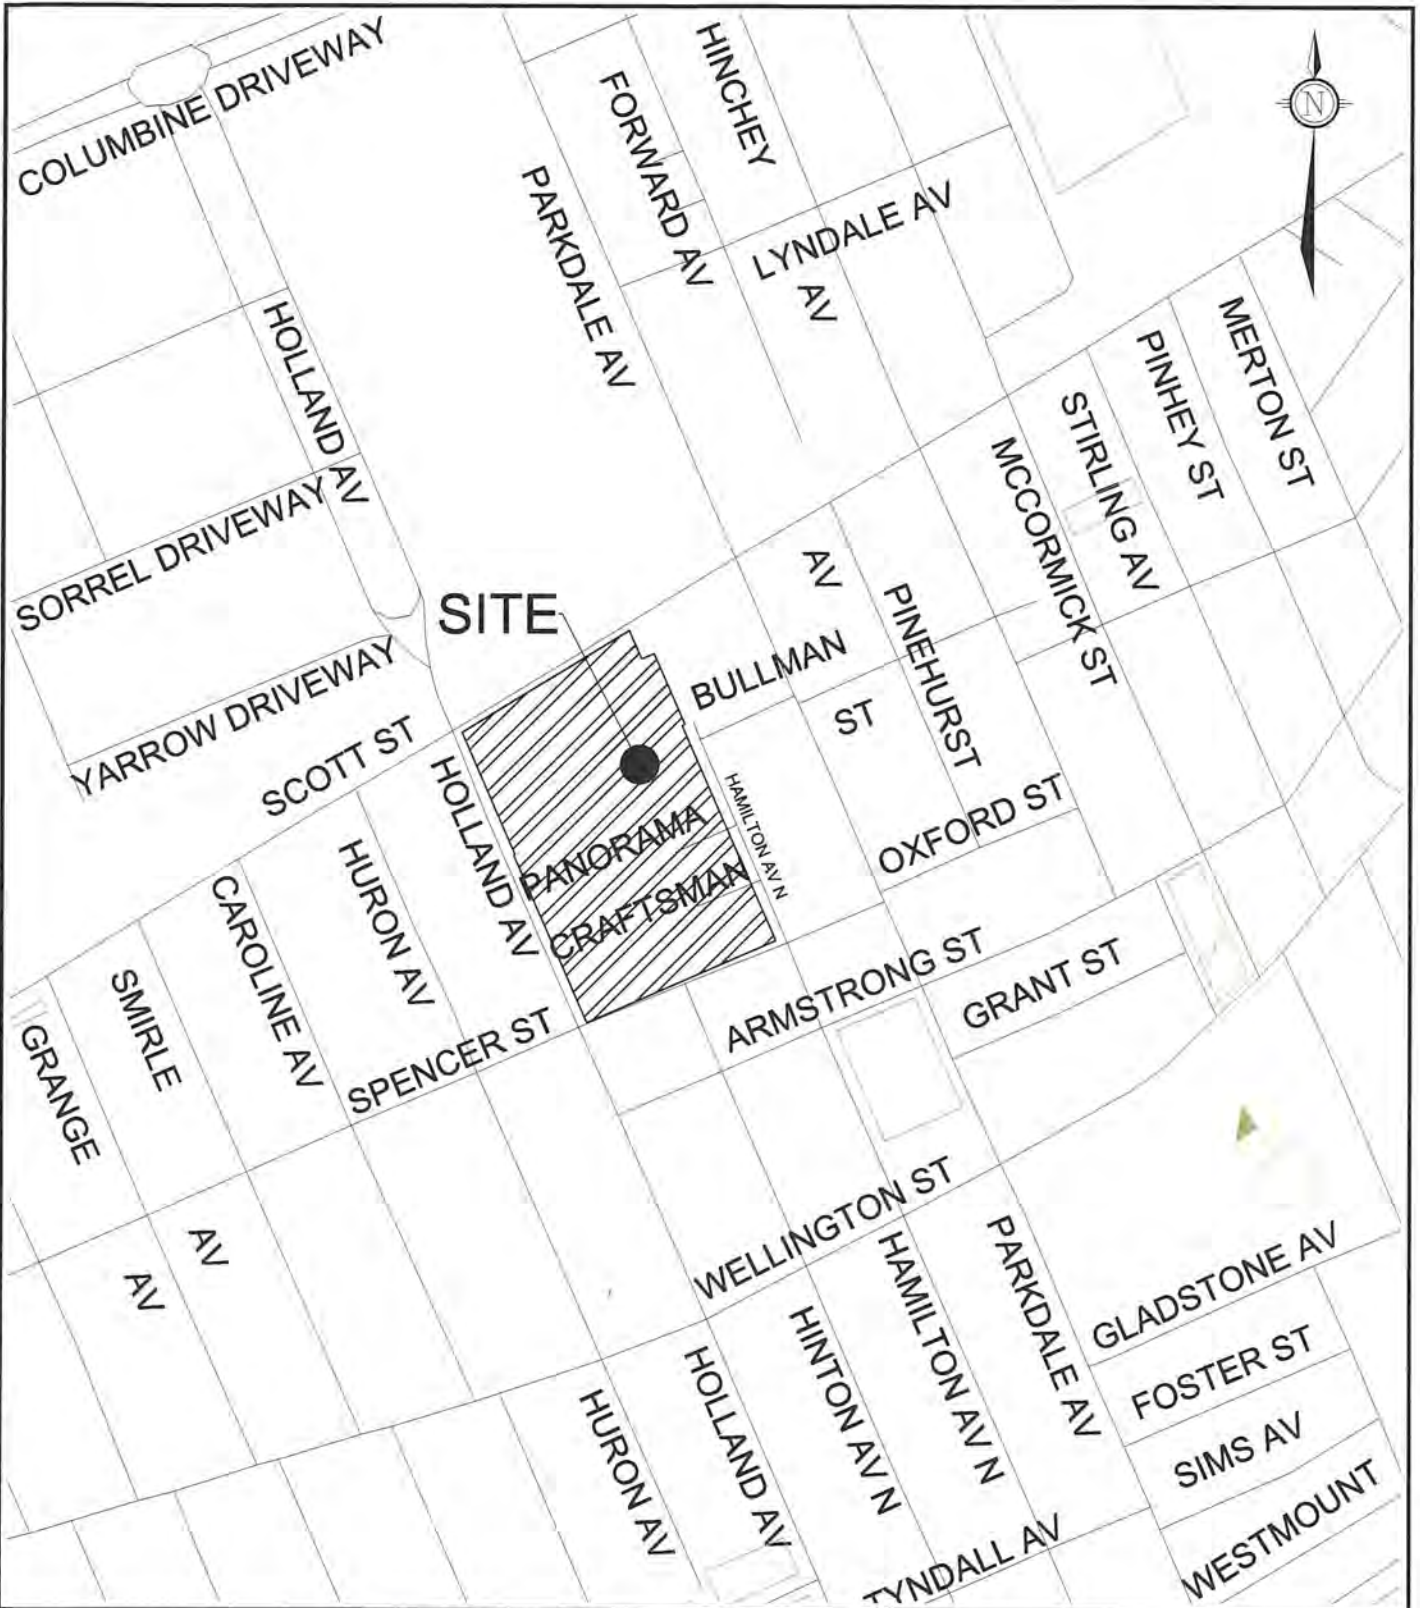 COLUMBINE DRIVEWAY
HINCHEY
FORWARD AV
N
PARKDALE AV
LYNDALE AV
AV
HOLLAND AV
MERTON ST
PINHEY ST
STIRLING AV
MCCORMICK ST
SORREL DRIVEWAY
AV
SITE
PINEHURST
BULLMAN
ST
YARROW DRIVEWAY
SCOTT ST
HOLLAND AV
HAMILTON AV N
PANORAMA
CRAFTSMAN
OXFORD ST
HURON AV
CAROLINE AV
SMIRLE
GRANGE
ARMSTRONG ST
GRANT ST
SPENCER ST
AV
AV
WELLINGTON ST
HAMILTON AV N
PARKDALE AV
GLADSTONE AV
HINTON AV N
HOLLAND AV
HURON AV
FOSTER ST
SIMS AV
WESTMOUNT
TYNDALL AV